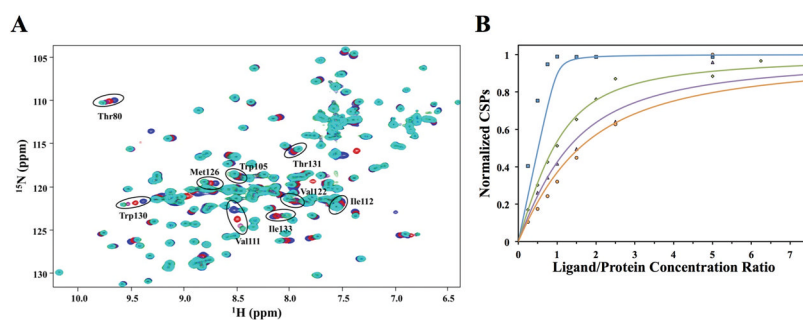 A
B
105
110
115
120
125
130
15N (ppm)
10.0
9.5
9.0
8.5
8.0
7.5
7.0
6.4
1H (ppm)
Thr80
Met126
Trp105
Thr131
Val122
Trp130
Ile112
Ile133
Val111
1
0.8
0.6
0.4
0.2
0
Normalized CSPs
0
1
2
3
4
5
6
7
Ligand/Protein Concentration Ratio